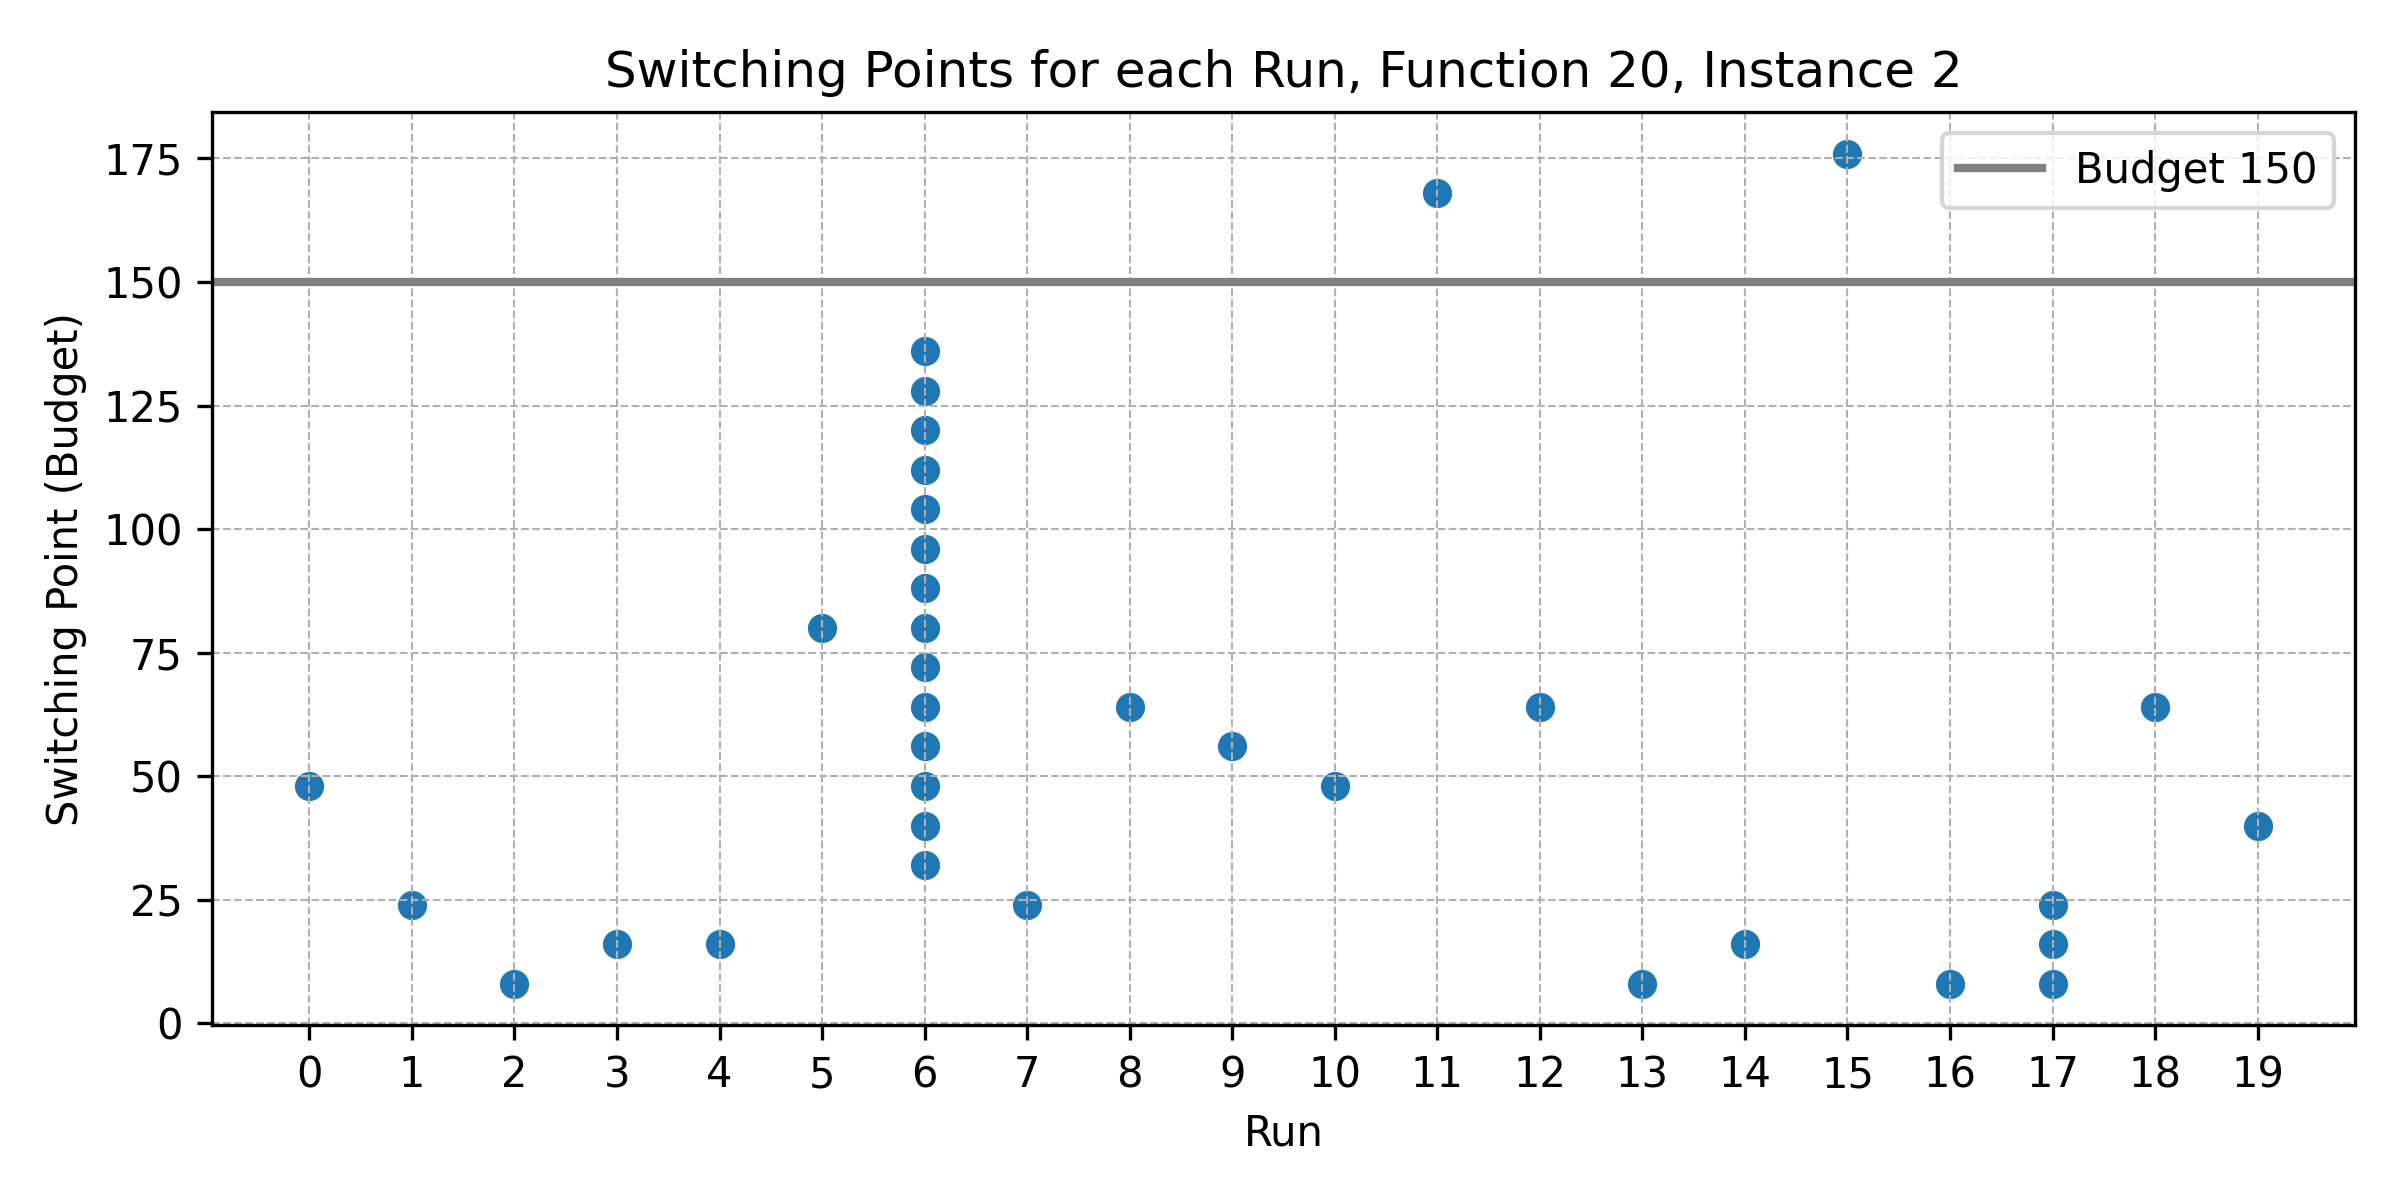 Switching Points for each Run, Function 20, Instance 2
Budget 150
Switching Point (Budget)
175
150
125
100
75
50
25
0
0 1 2 3 4 5 6 7 8 9 10 11 12 13 14 15 16 17 18 19
Run